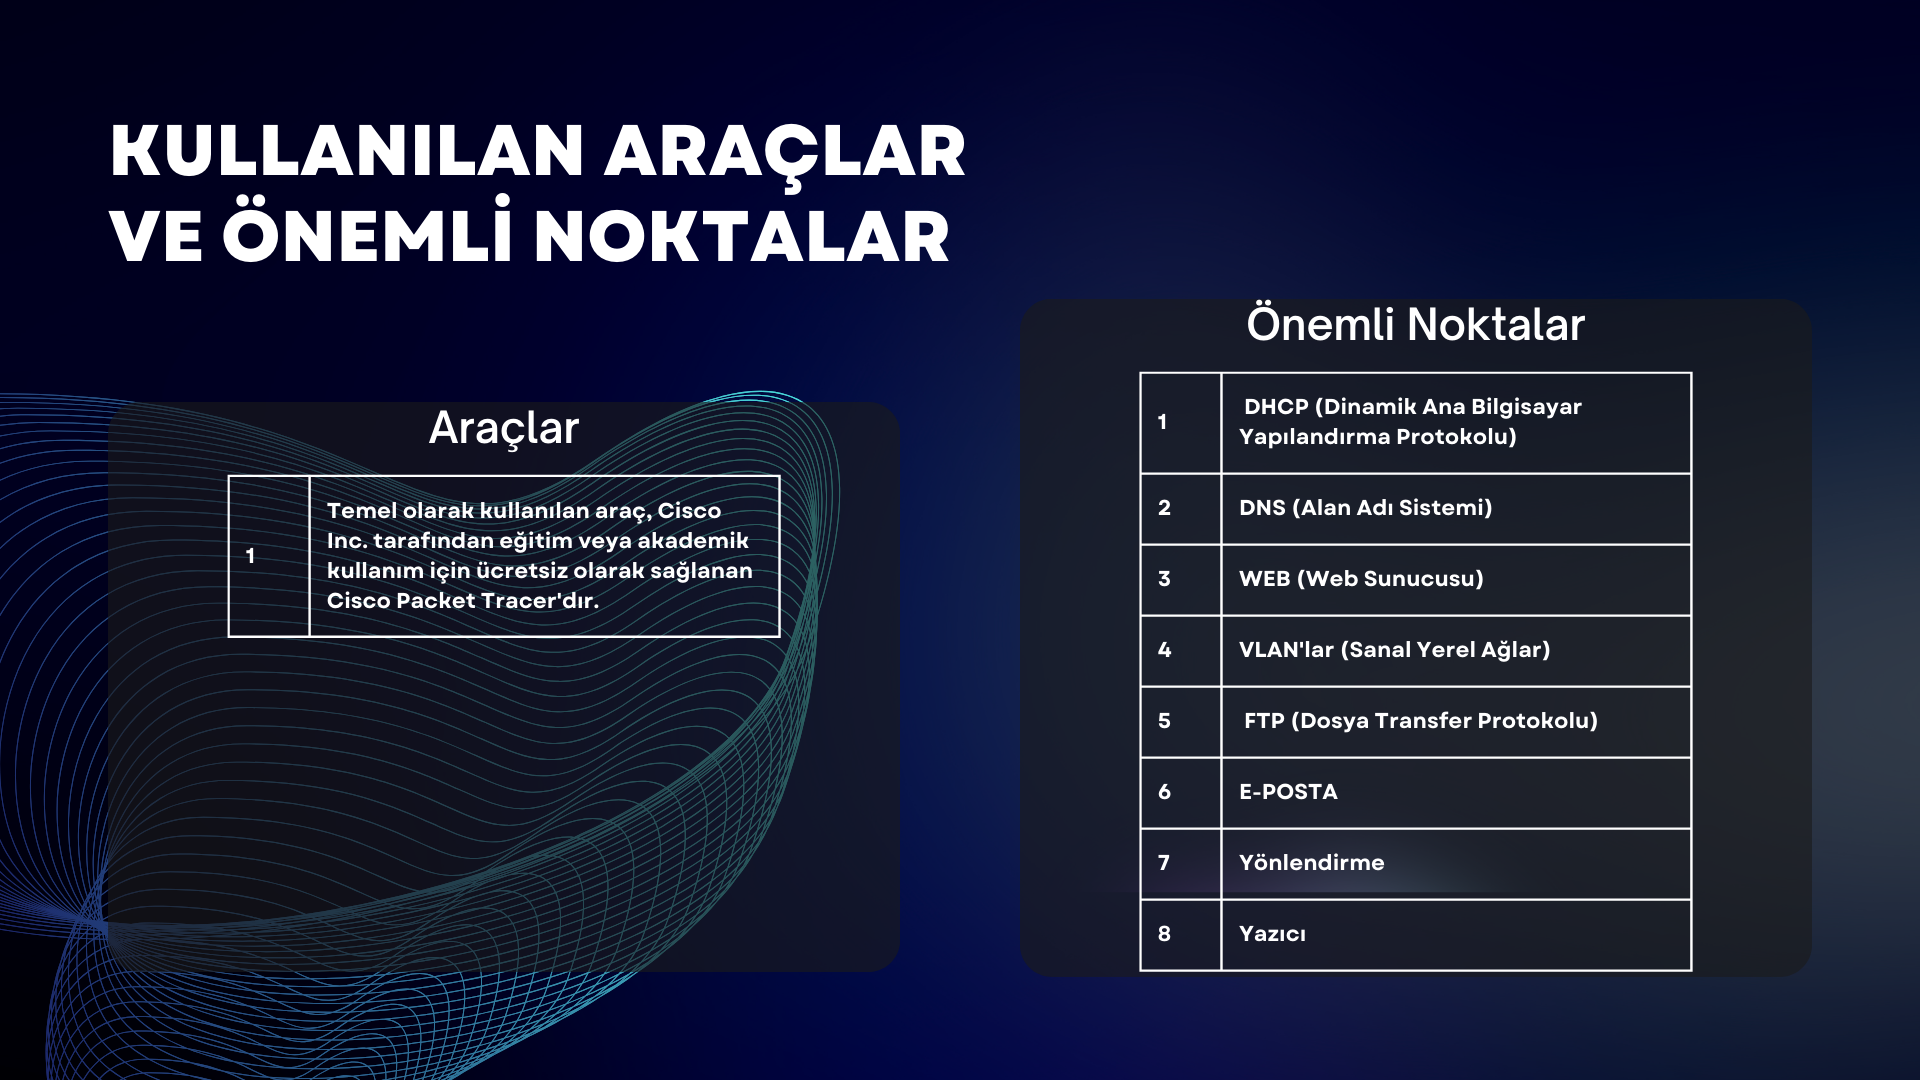 KULLANILAN ARAÇLAR
VE ÖNEMLİ NOKTALAR
Araçlar
1
Temel olarak kullanılan araç, Cisco
Inc. tarafından eğitim veya akademik
kullanım için ücretsiz olarak sağlanan
Cisco Packet Tracer'dır.
Önemli Noktalar
1
DHCP (Dinamik Ana Bilgisayar
Yapılandırma Protokolu)
2 DNS (Alan Adı Sistemi)
3 WEB (Web Sunucusu)
4 VLAN'lar (Sanal Yerel Ağlar)
5 FTP (Dosya Transfer Protokolu)
6 E-POSTA
7 Yönlendirme
8 Yazıcı